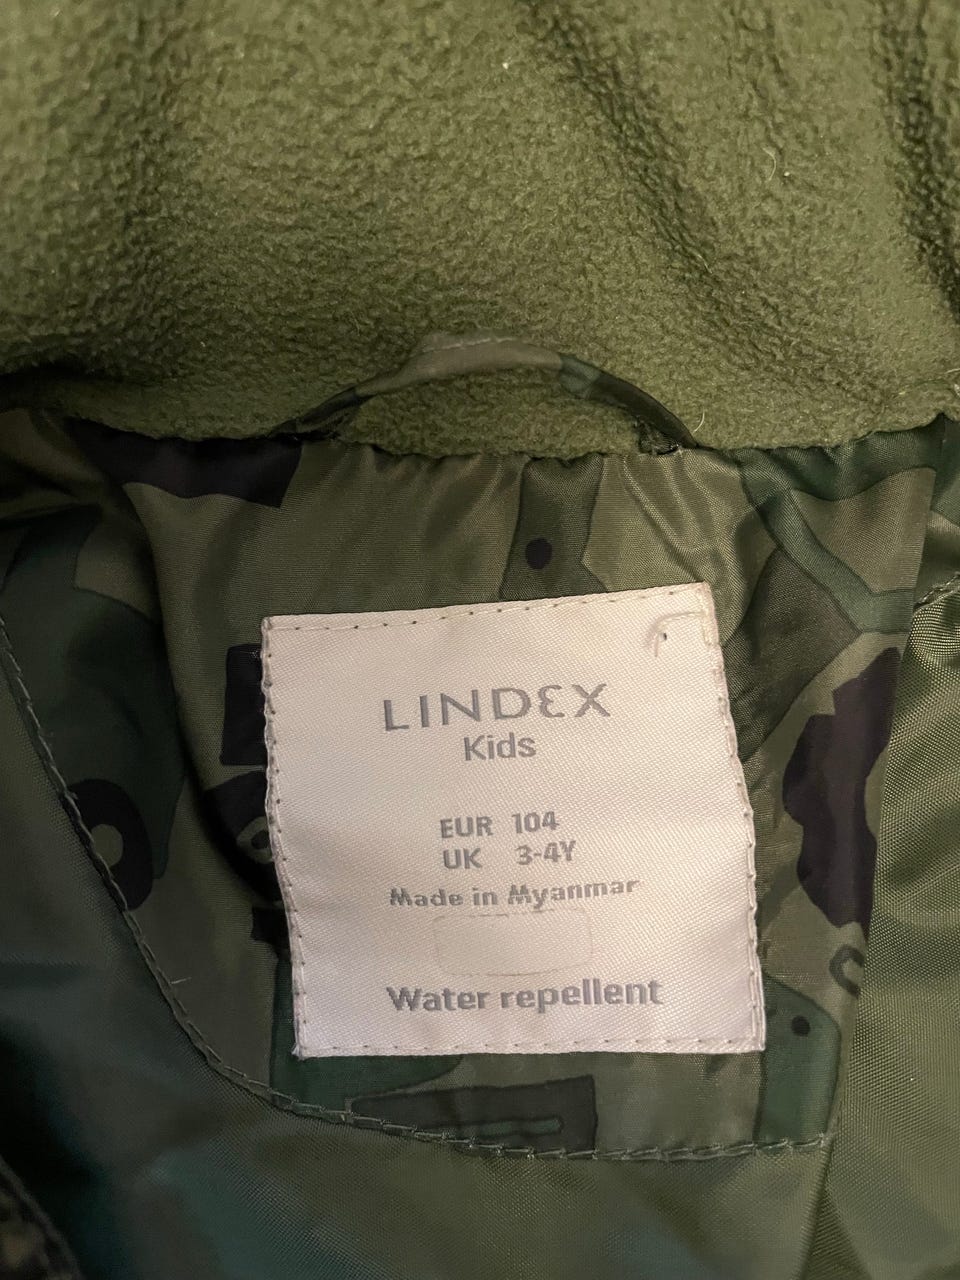 LINDEX
Kids
EUR 104
UK 3-4Y
Made in Myanmar
Water repellent